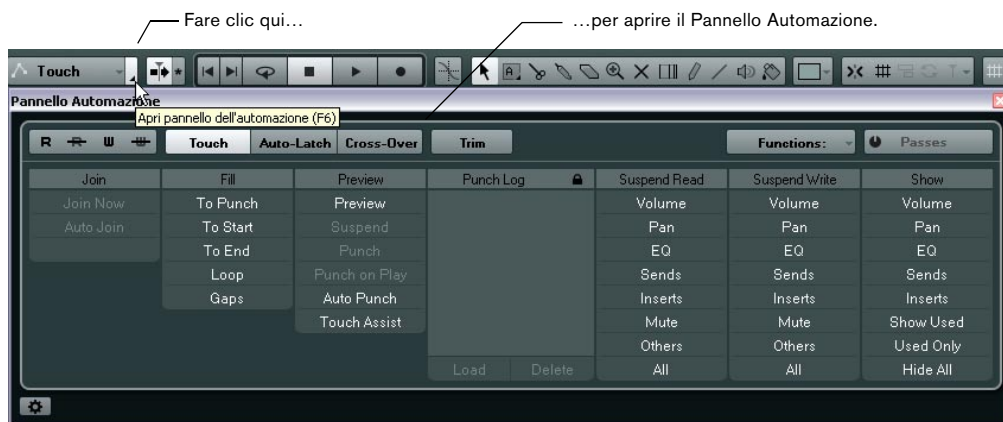 Fare clic qui…
…per aprire il Pannello Automazione.
Touch
Pannello Automazione
Apri pannello dell'automazione (F6)
R R W W Touch Auto-Latch Cross-Over Trim Functions: Passes
Join Fill Preview Punch Log Suspend Read Suspend Write Show
Join Now To Punch Preview Volume Volume Volume
Auto Join To Start Suspend Pan Pan Pan
To End Punch EQ EQ EQ
Loop Punch on Play Sends Sends Sends
Gaps Auto Punch Inserts Inserts Inserts
Touch Assist Mute Mute Show Used
Others Others Used Only
Load Delete All All Hide All